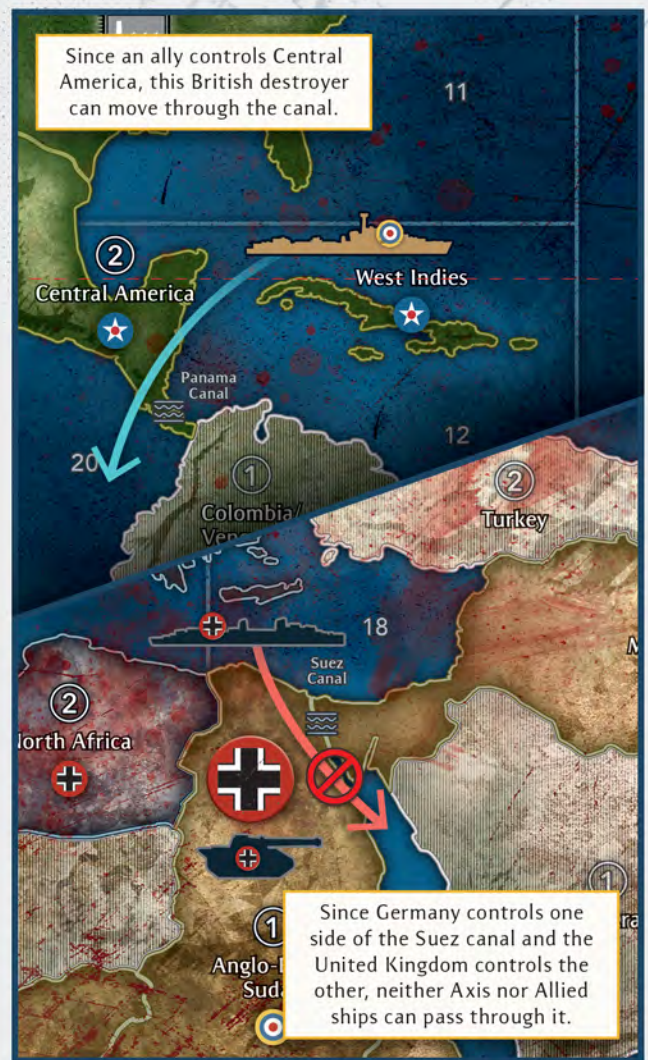 Since an ally controls Central
America, this British destroyer
can move through the canal.
11
2
Central America
West Indies
Panama
Canal
20
12
1
Colombia/
2
Turkey
18
Suez
Canal
2
North Africa
1
1
Since Germany controls one
side of the Suez canal and the
United Kingdom controls the
other, neither Axis nor Allied
ships can pass through it.